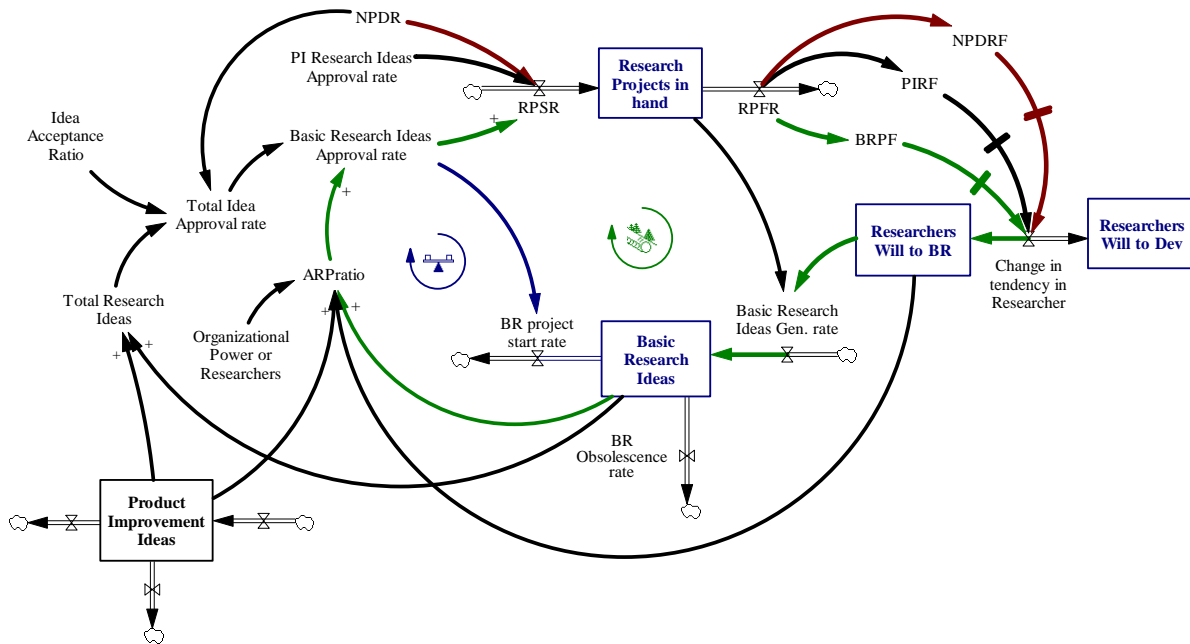 NPDR
PI Research Ideas
Approval rate
RPSR
Research
Projects in
hand
RPFR
NPDRF
PIRF
BRPF
Idea
Acceptance
Ratio
Basic Research Ideas
Approval rate
+
+
Total Idea
Approval rate
Researchers
Will to BR
Researchers
Will to Dev
Change in
tendency in
Researcher
ARPratio
+
+
Total Research
Ideas
+
+
Organizational
Power or
Researchers
BR project
start rate
Basic Research
Ideas Gen. rate
Basic
Research
Ideas
BR
Obsolescence
rate
Product
Improvement
Ideas